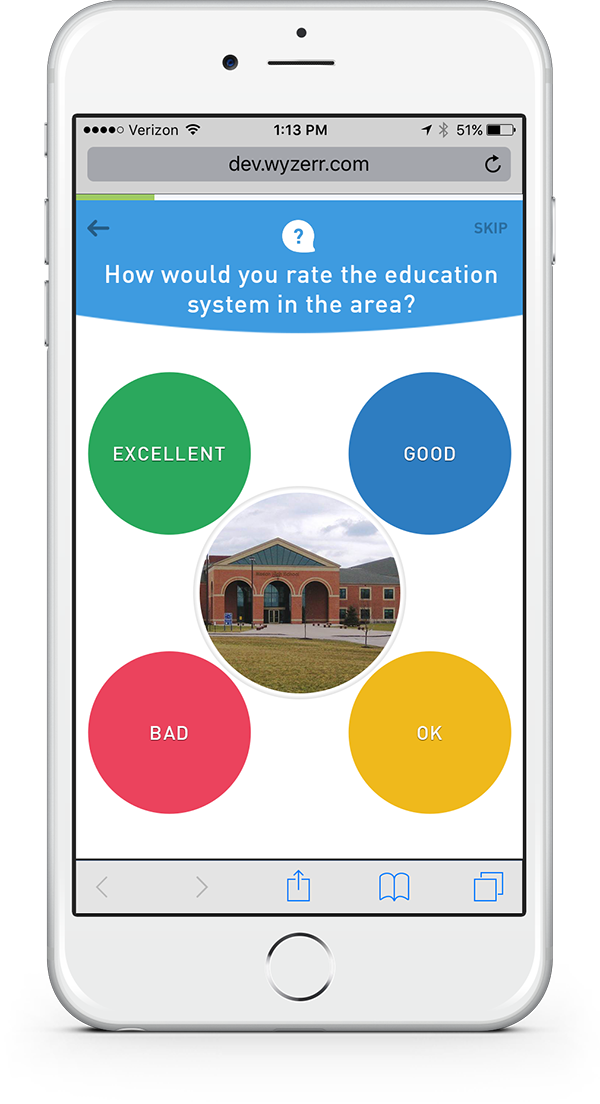 Verizon 1:13 PM 51%
dev.wyzerr.com
SKIP
?
How would you rate the education
system in the area?
EXCELLENT GOOD
BAD OK